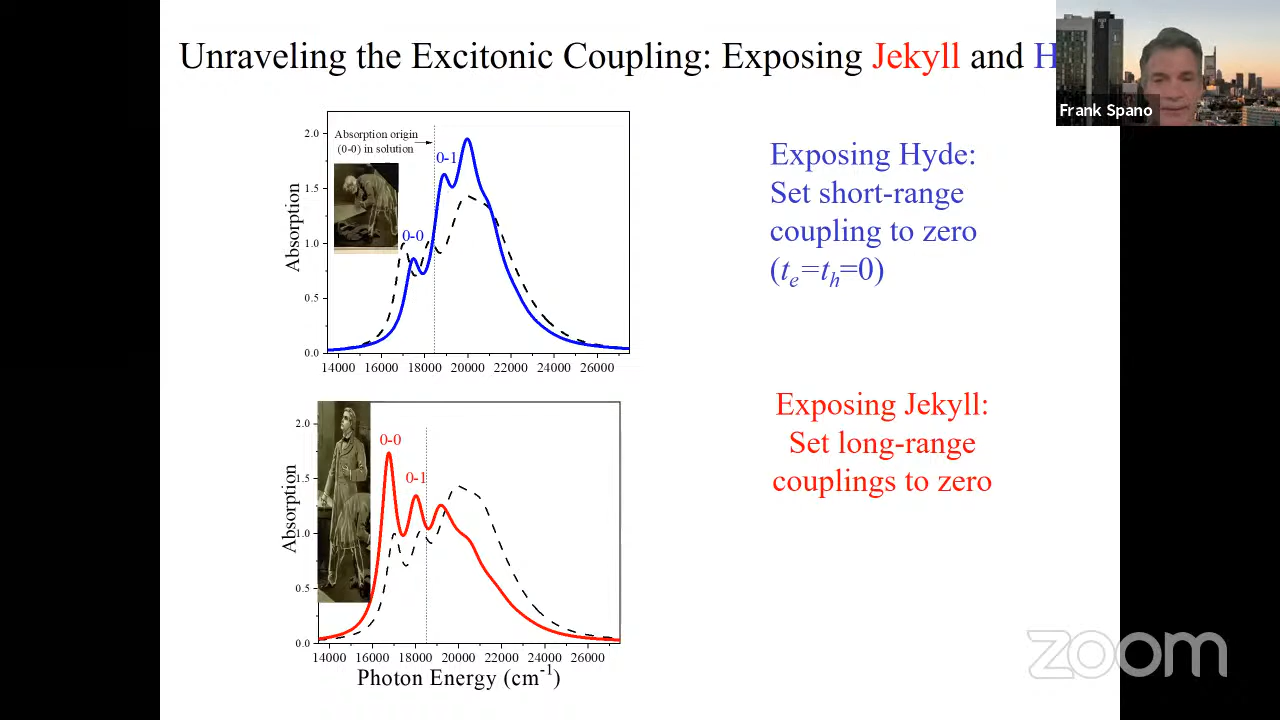 Unraveling the Excitonic Coupling: Exposing Jekyll and H
Frank Spano
Absorption origin
(0-0) in solution
0-1
0-0
Absorption
2.0
1.5
1.0
0.5
0.0
14000 16000 18000 20000 22000 24000 26000
Exposing Hyde:
Set short-range
coupling to zero
(tₑ=tₕ=0)
0-0
0-1
Absorption
2.0
1.5
1.0
0.5
0.0
14000 16000 18000 20000 22000 24000 26000
Photon Energy (cm⁻¹)
Exposing Jekyll:
Set long-range
couplings to zero
zoom